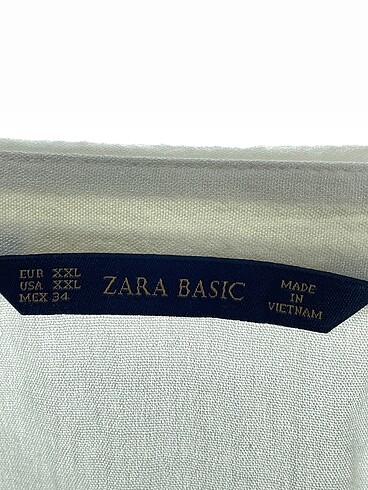 EUR XXL
USA XXL
MEX 34
ZARA BASIC
MADE
IN
VIETNAM